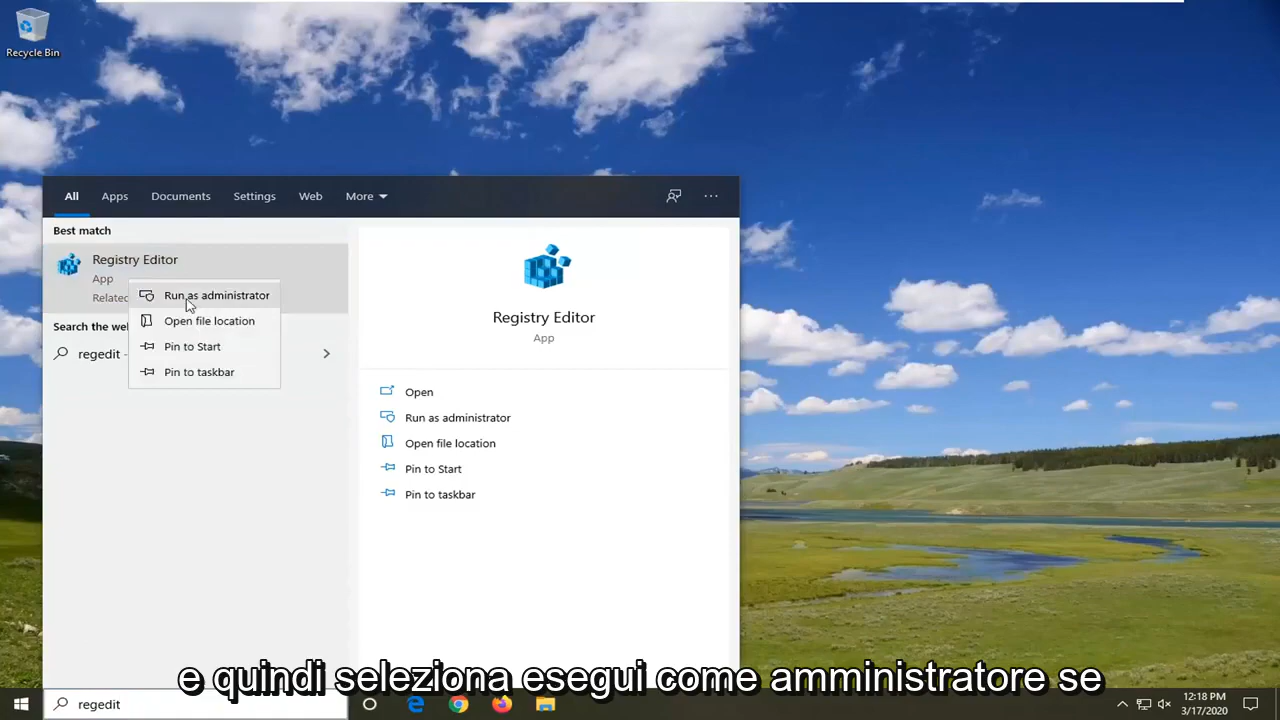 Recycle Bin
All Apps Documents Settings Web More
Best match
Registry Editor
App
Related
Run as administrator
Open file location
Pin to Start
Pin to taskbar
Search the we
regedit -
Registry Editor
App
Open
Run as administrator
Open file location
Pin to Start
Pin to taskbar
e quindi seleziona esegui come amministratore se
regedit
12:18 PM
3/17/2020